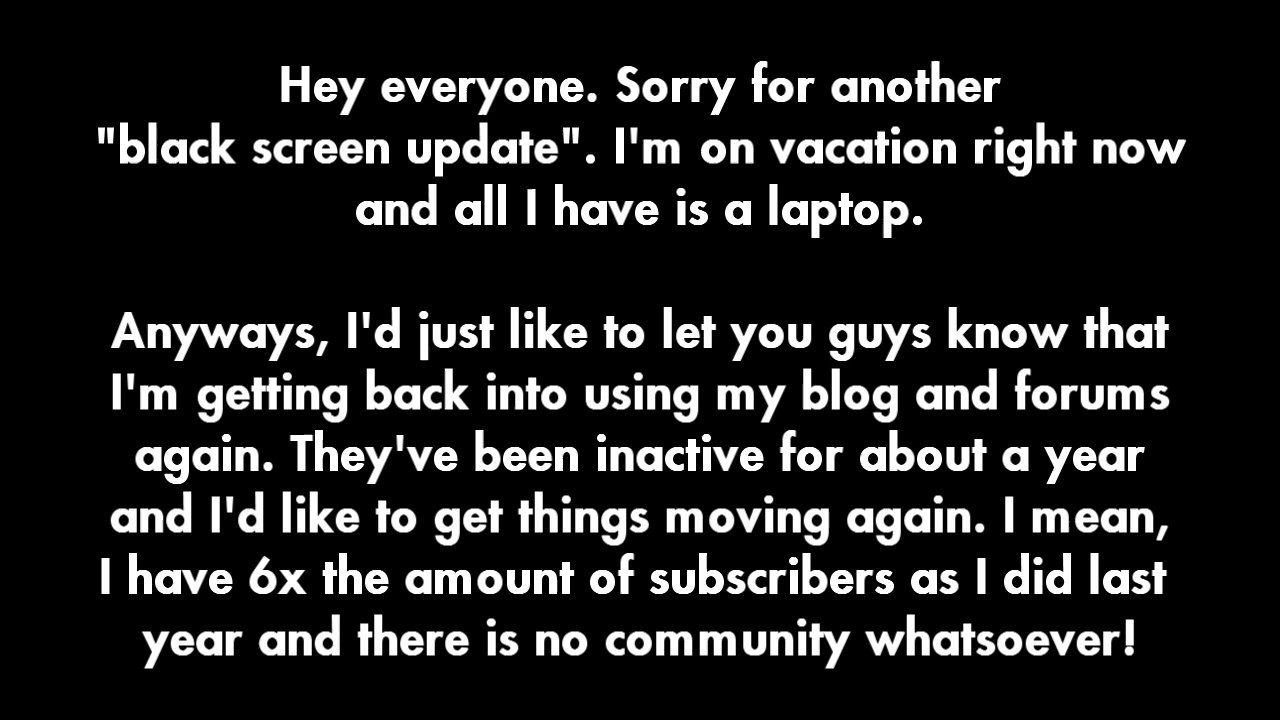 Hey everyone. Sorry for another
"black screen update". I'm on vacation right now
and all I have is a laptop.
Anyways, I'd just like to let you guys know that
I'm getting back into using my blog and forums
again. They've been inactive for about a year
and I'd like to get things moving again. I mean,
I have 6x the amount of subscribers as I did last
year and there is no community whatsoever!